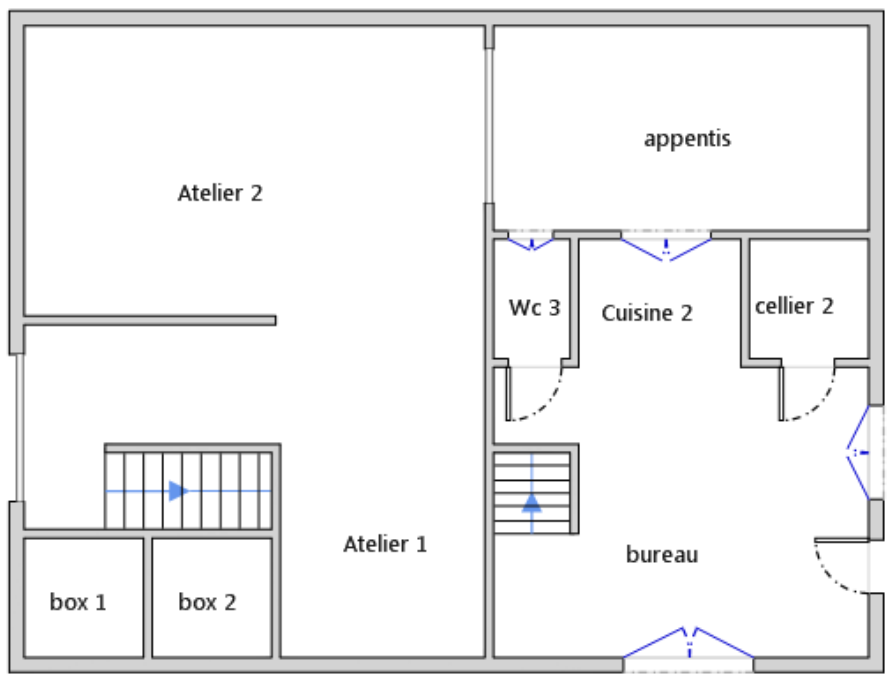 appentis
Atelier 2
Wc 3
Cuisine 2
cellier 2
Atelier 1
bureau
box 1
box 2